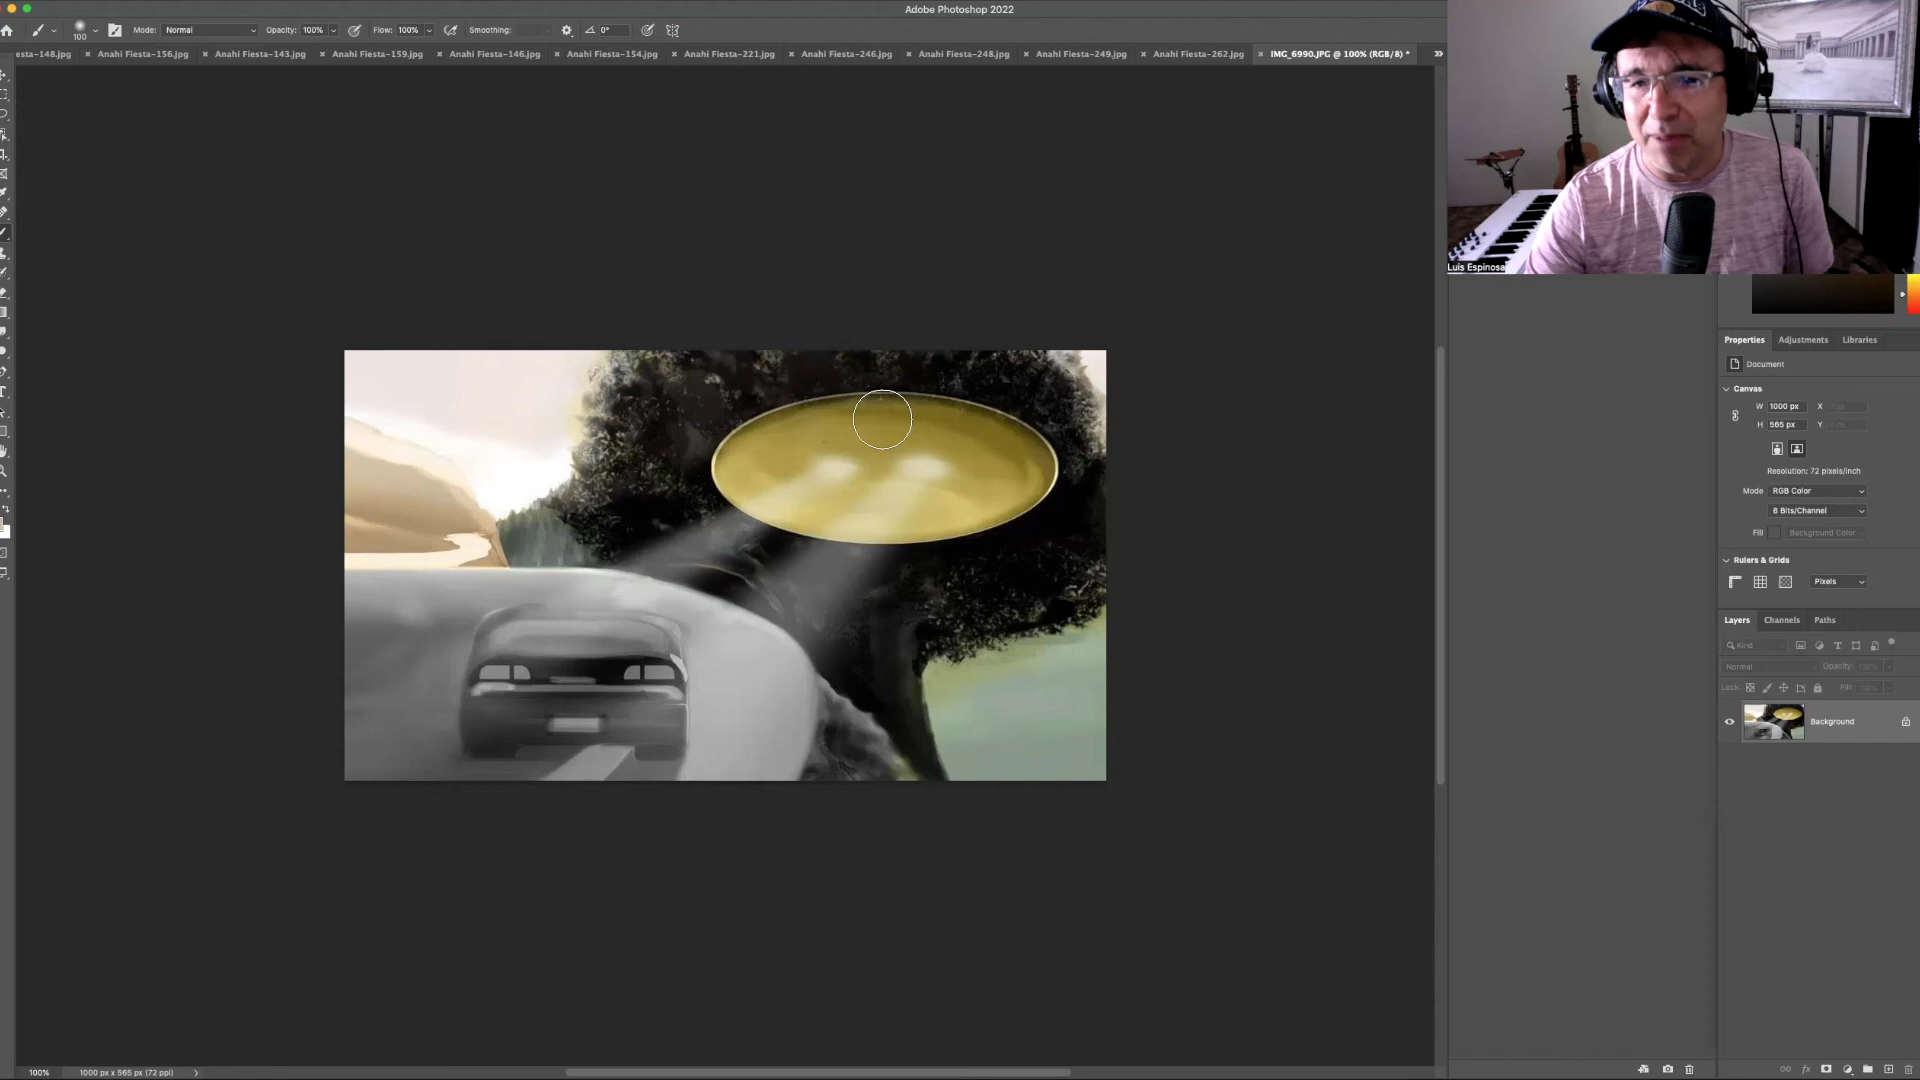 Adobe Photoshop 2022
100 Mode: Normal Opacity: 100% Flow: 100% Smoothing: 0°
esta-148.jpg × Anahi Fiesta-156.jpg × Anahi Fiesta-143.jpg × Anahi Fiesta-159.jpg × Anahi Fiesta-146.jpg × Anahi Fiesta-154.jpg × Anahi Fiesta-221.jpg × Anahi Fiesta-246.jpg × Anahi Fiesta-248.jpg × Anahi Fiesta-249.jpg × Anahi Fiesta-262.jpg × IMG_6990.JPG @ 100% (RGB/8) *
Luis Espinosa
Properties Adjustments Libraries
Document
Canvas
W 1000 px X
H 565 px Y
Resolution: 72 pixels/inch
Mode RGB Color
8 Bits/Channel
Fill Background Color
Rulers & Grids
Pixels
Layers Channels Paths
Kind
Normal Opacity: 100%
Lock: Fill: 100%
Background
100% 1000 px x 565 px (72 ppi)